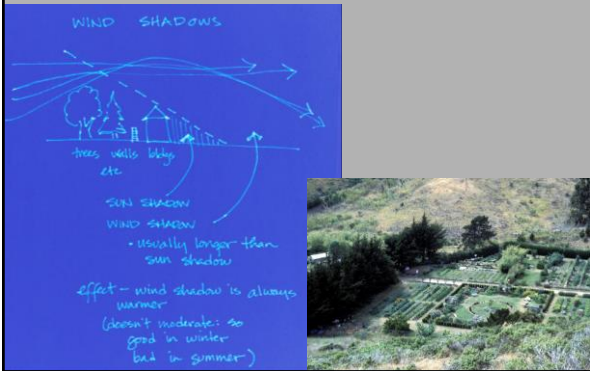 WIND SHADOWS
trees walls bldgs
etc
SUN SHADOW
WIND SHADOW
• usually longer than
sun shadow
effect - wind shadow is always
warmer
(doesn't moderate: so
good in winter
bad in summer)